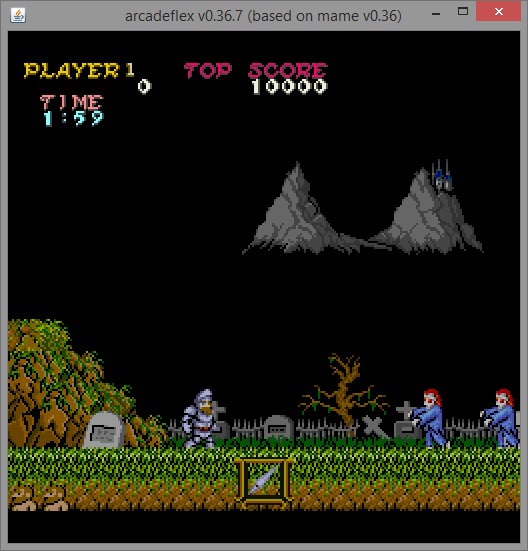 arcadeflex v0.36.7 (based on mame v0.36)
PLAYER 1 TOP SCORE
0 10000
TIME
1:59